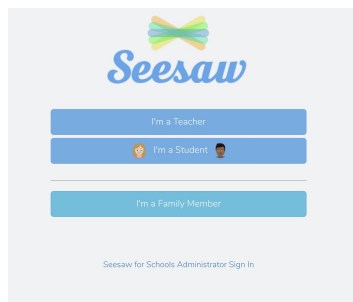 Seesaw
I'm a Teacher
I'm a Student
I'm a Family Member
Seesaw for Schools Administrator Sign In